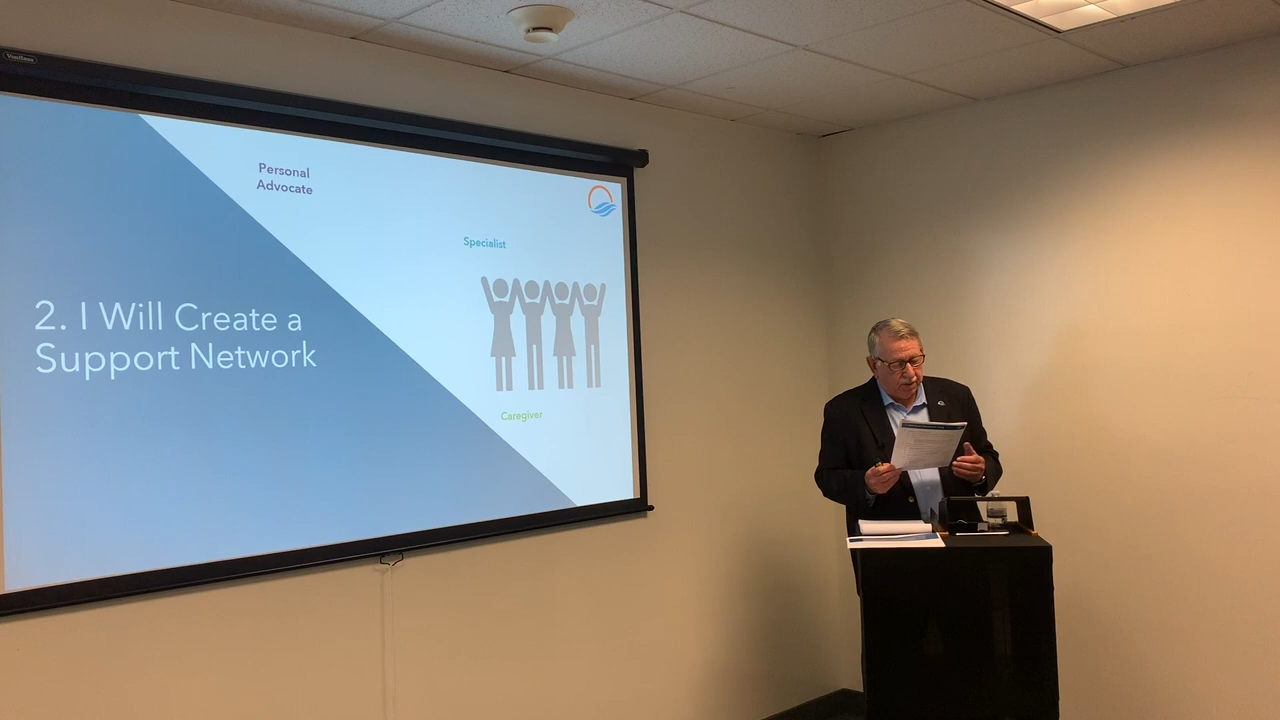 Personal
Advocate
Specialist
2. I Will Create a
Support Network
Caregiver